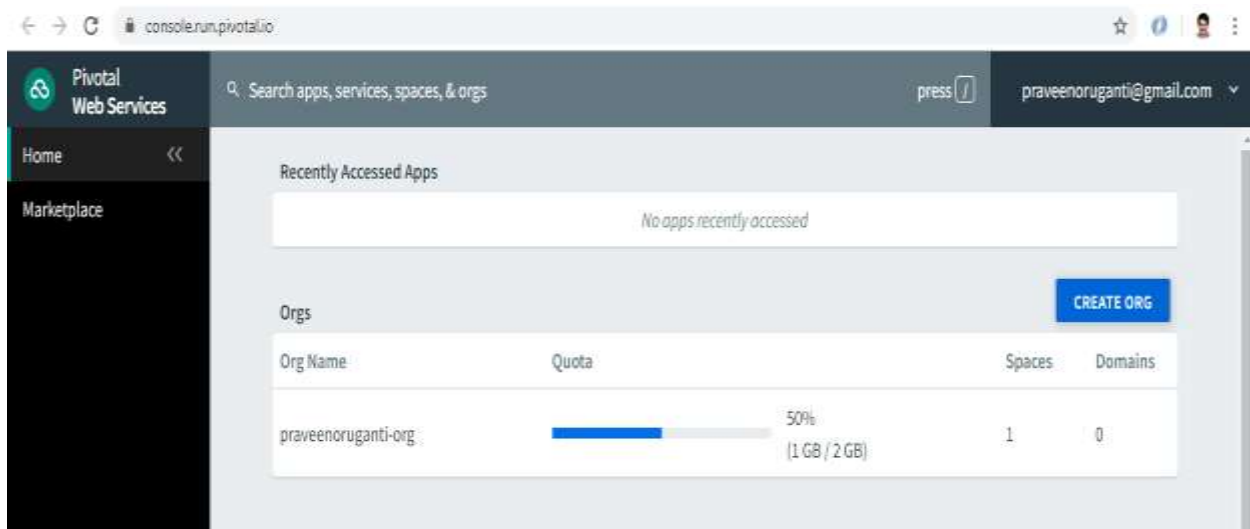 console.run.pivotal.io
Pivotal
Web Services
Search apps, services, spaces, & orgs
press /
praveenoruganti@gmail.com
Home
Marketplace
Recently Accessed Apps
No apps recently accessed
Orgs
CREATE ORG
Org Name Quota Spaces Domains
praveenoruganti-org 50% (1 GB / 2 GB) 1 0